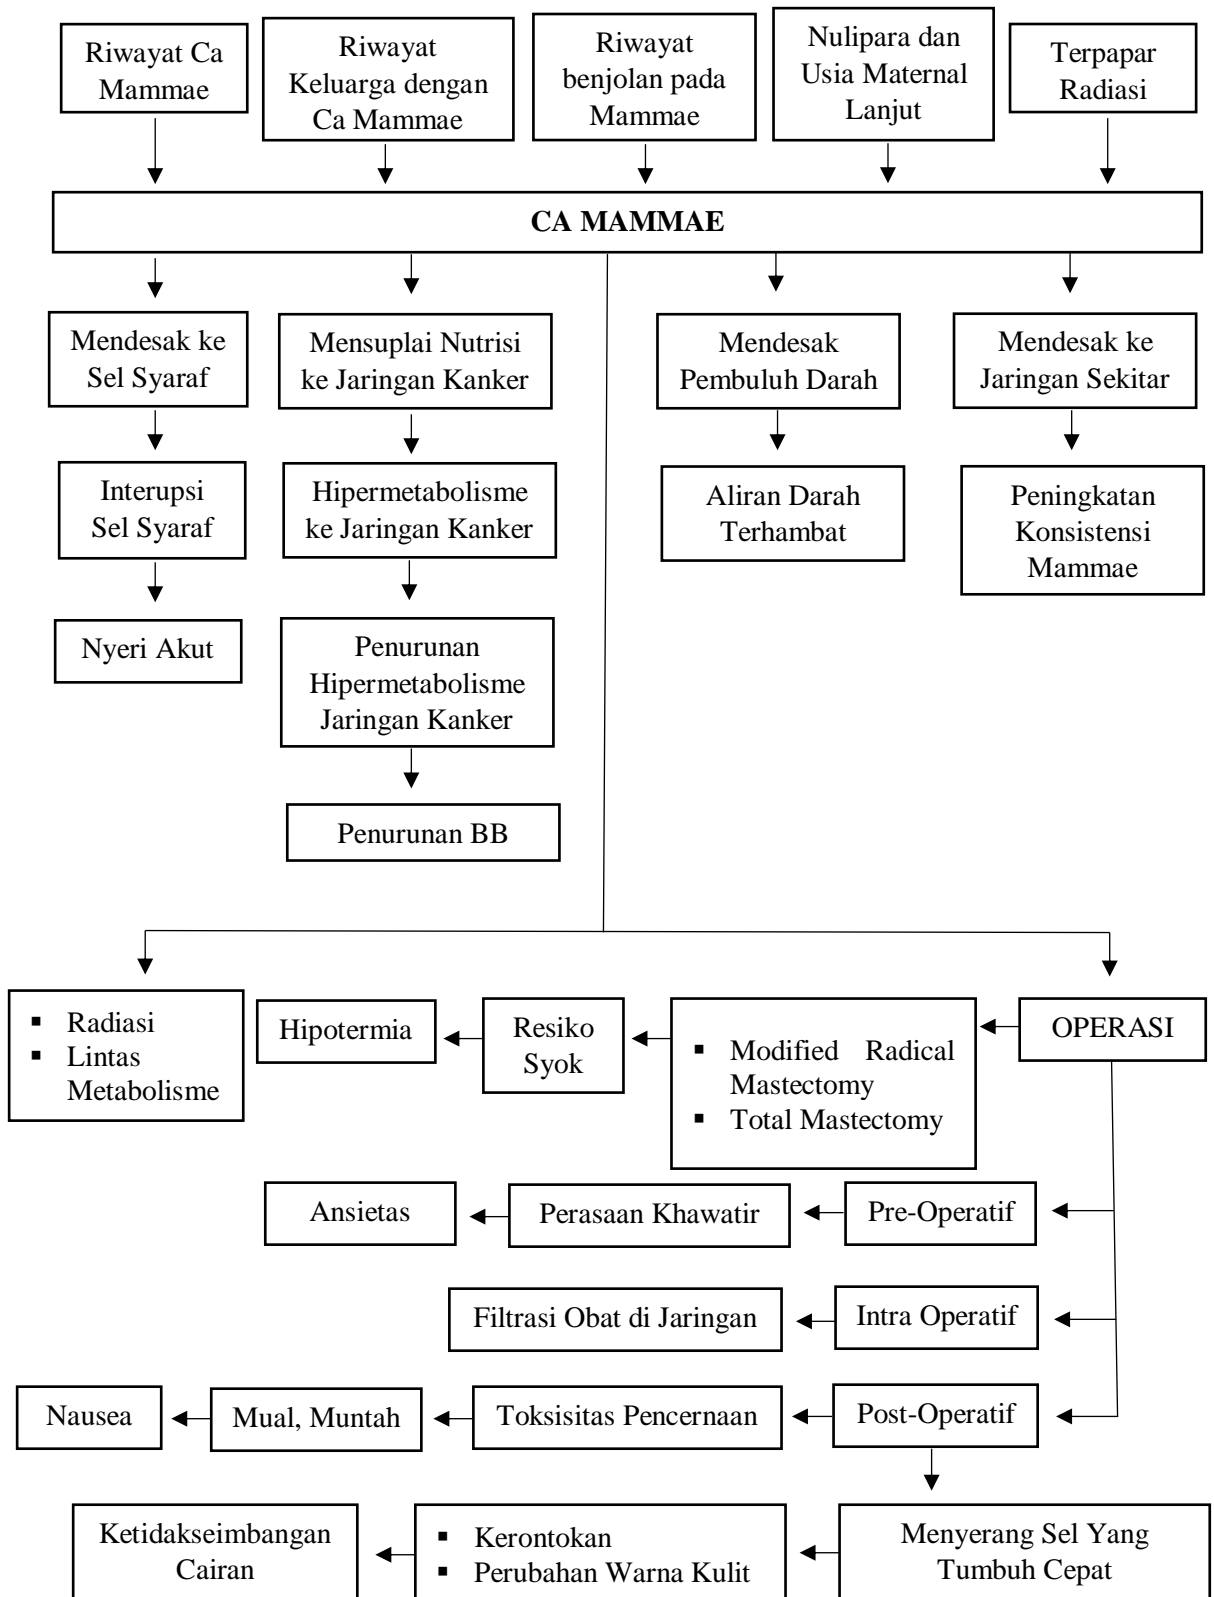 Riwayat Ca
Mammae
Riwayat
Keluarga dengan
Ca Mammae
Riwayat
benjolan pada
Mammae
Nulipara dan
Usia Maternal
Lanjut
Terpapar
Radiasi
CA MAMMAE
Mendesak ke
Sel Syaraf
Mensuplai Nutrisi
ke Jaringan Kanker
Mendesak
Pembuluh Darah
Mendesak ke
Jaringan Sekitar
Interupsi
Sel Syaraf
Hipermetabolisme
ke Jaringan Kanker
Aliran Darah
Terhambat
Peningkatan
Konsistensi
Mammae
Nyeri Akut
Penurunan
Hipermetabolisme
Jaringan Kanker
Penurunan BB
▪ Radiasi
▪ Lintas
Metabolisme
Hipotermia
Resiko
Syok
▪ Modified Radical
Mastectomy
▪ Total Mastectomy
OPERASI
Ansietas
Perasaan Khawatir
Pre-Operatif
Filtrasi Obat di Jaringan
Intra Operatif
Nausea
Mual, Muntah
Toksisitas Pencernaan
Post-Operatif
Ketidakseimbangan
Cairan
▪ Kerontokan
▪ Perubahan Warna Kulit
Menyerang Sel Yang
Tumbuh Cepat